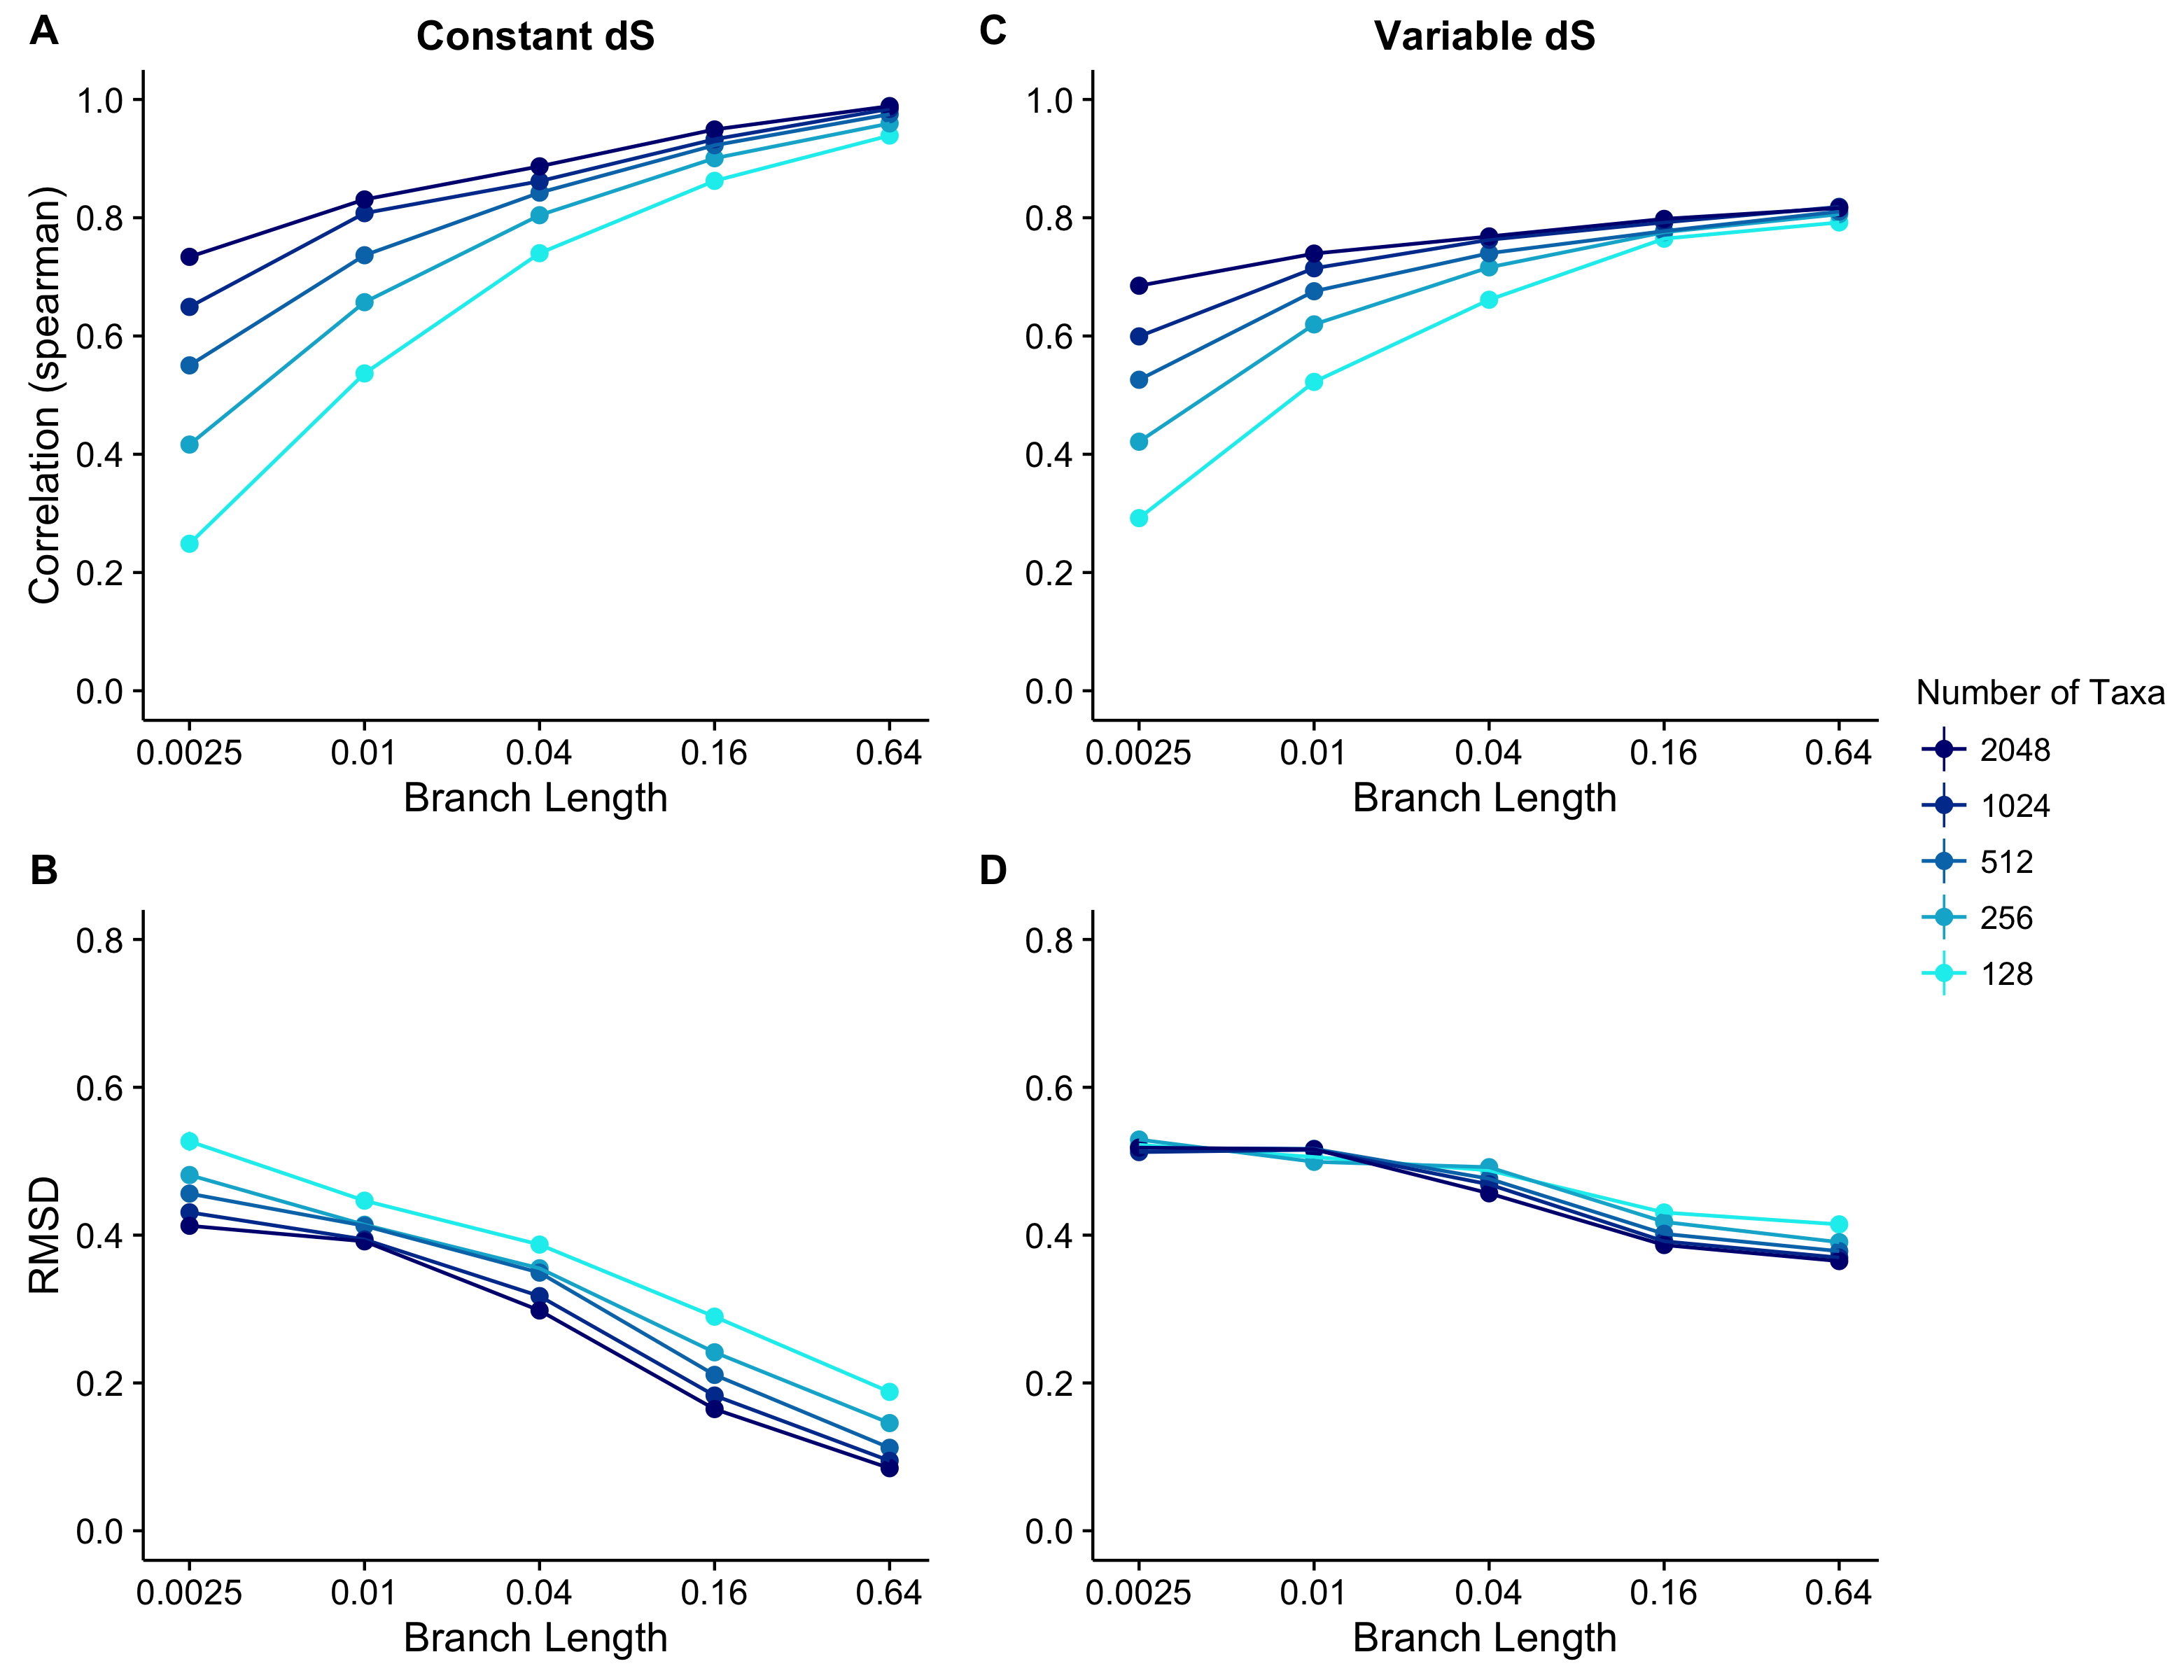 A
Constant dS
Correlation (spearman)
1.0
0.8
0.6
0.4
0.2
0.0
0.0025 0.01 0.04 0.16 0.64
Branch Length
C
Variable dS
1.0
0.8
0.6
0.4
0.2
0.0
0.0025 0.01 0.04 0.16 0.64
Branch Length
B
RMSD
0.8
0.6
0.4
0.2
0.0
0.0025 0.01 0.04 0.16 0.64
Branch Length
D
0.8
0.6
0.4
0.2
0.0
0.0025 0.01 0.04 0.16 0.64
Branch Length
Number of Taxa
2048
1024
512
256
128